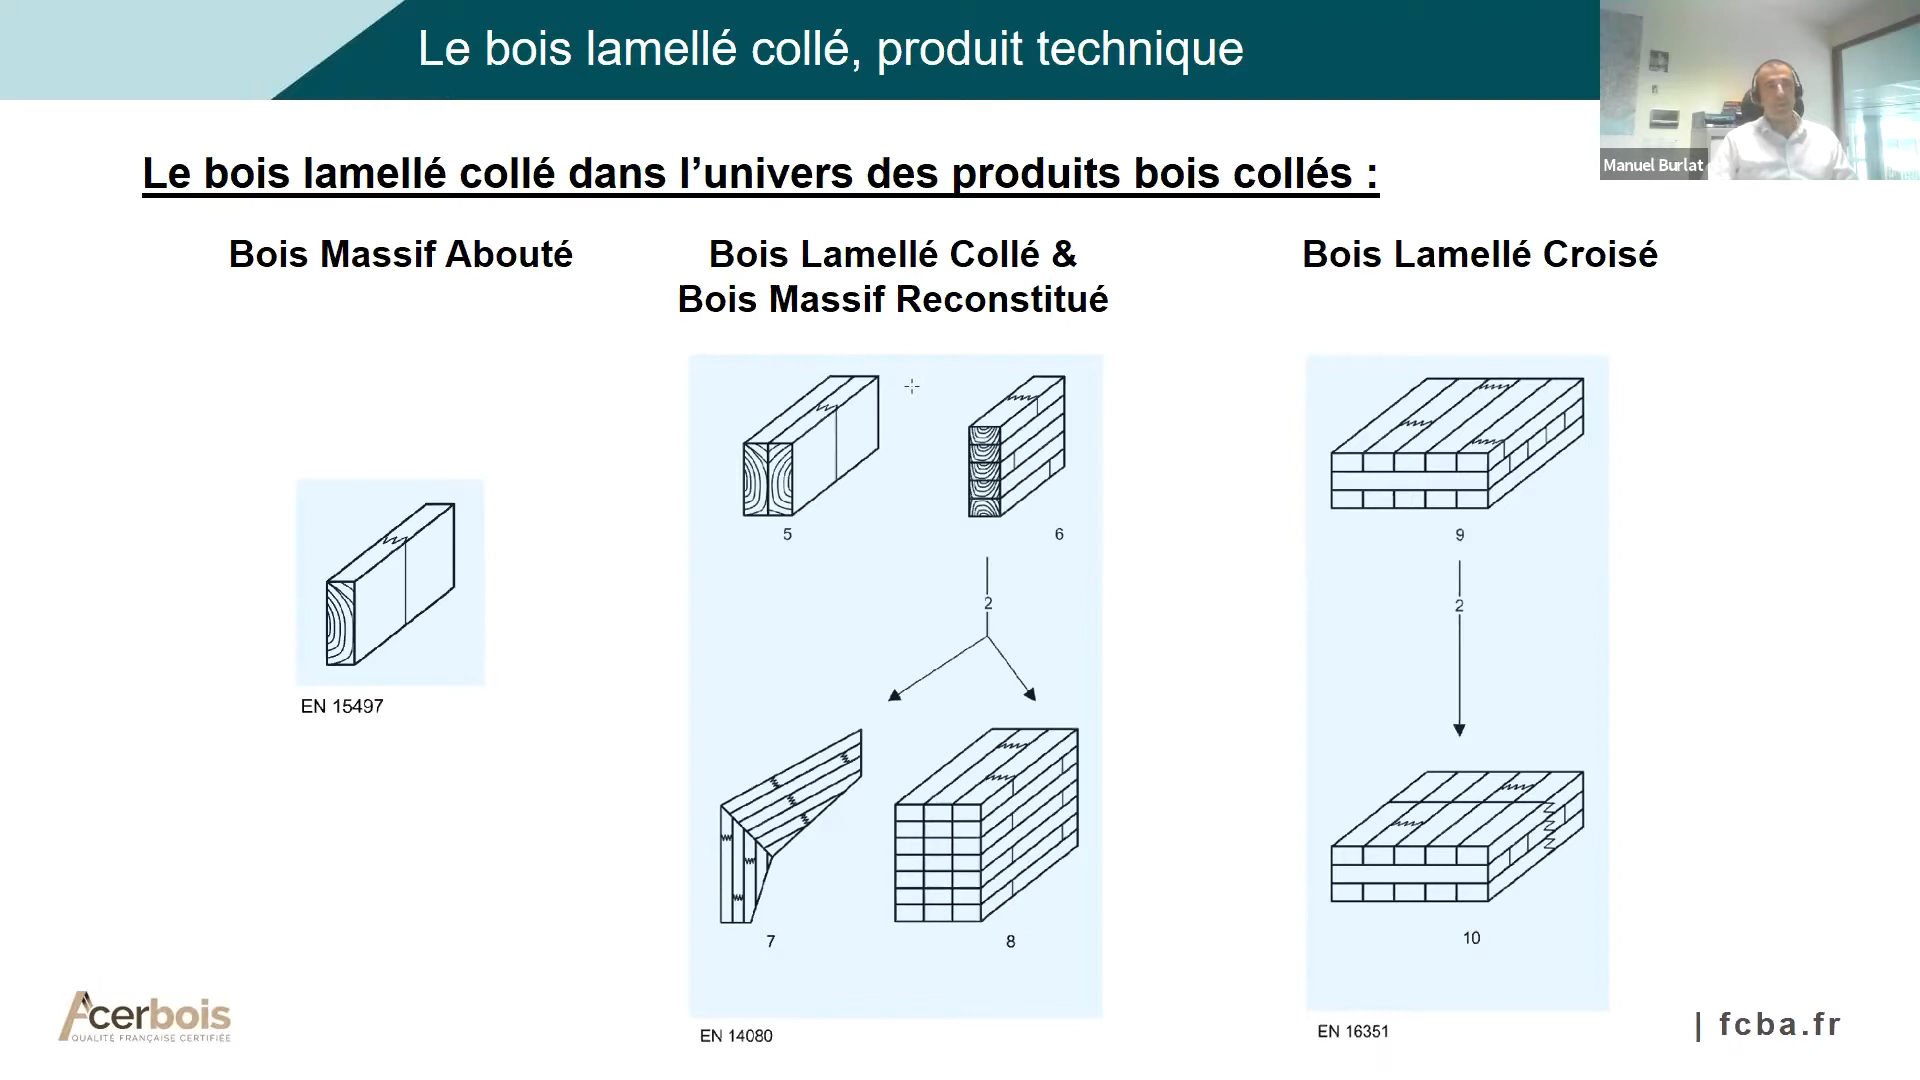 Le bois lamellé collé, produit technique
Manuel Burlat
Le bois lamellé collé dans l’univers des produits bois collés :
Bois Massif Abouté
Bois Lamellé Collé &
Bois Massif Reconstitué
Bois Lamellé Croisé
5
6
9
2
2
EN 15497
7
8
10
EN 14080
EN 16351
Acerbois
QUALITÉ FRANÇAISE CERTIFIÉE
| fcba.fr